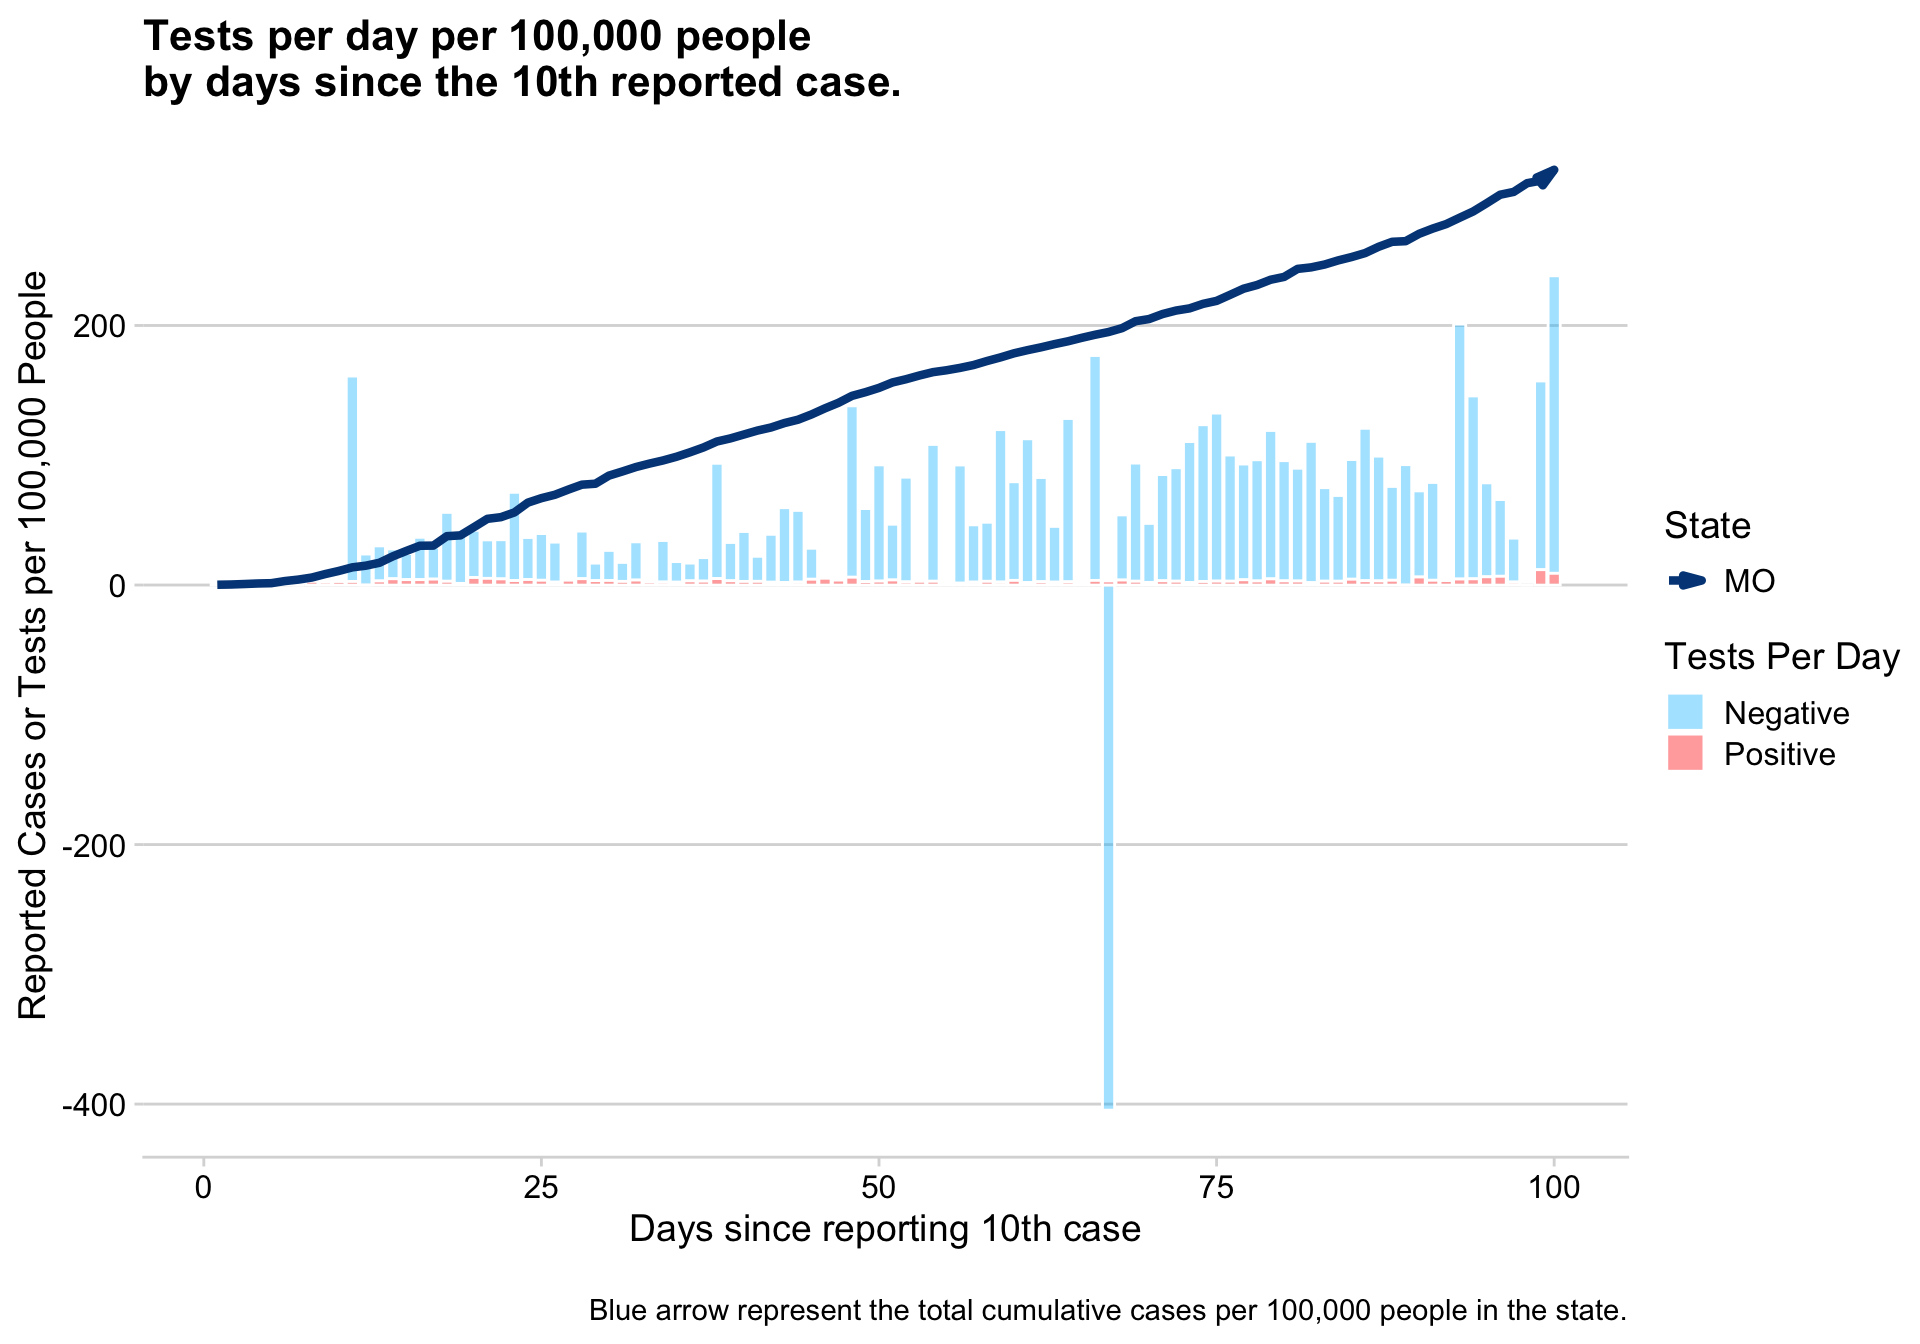 Tests per day per 100,000 people
by days since the 10th reported case.
Reported Cases or Tests per 100,000 People
200
0
-200
-400
0
25
50
75
100
Days since reporting 10th case
State
MO
Tests Per Day
Negative
Positive
Blue arrow represent the total cumulative cases per 100,000 people in the state.